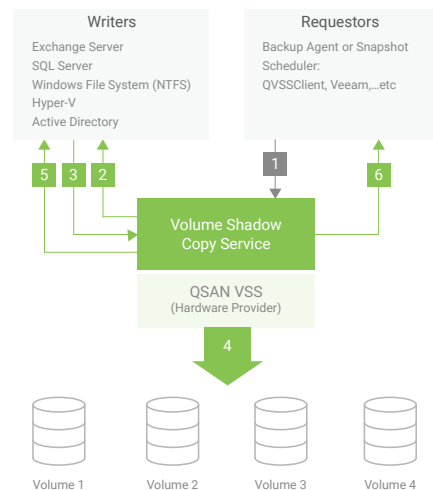 Writers
Exchange Server
SQL Server
Windows File System (NTFS)
Hyper-V
Active Directory
Requestors
Backup Agent or Snapshot
Scheduler:
QVSSClient, Veeam,...etc
5
3
2
1
6
Volume Shadow
Copy Service
QSAN VSS
(Hardware Provider)
4
Volume 1
Volume 2
Volume 3
Volume 4